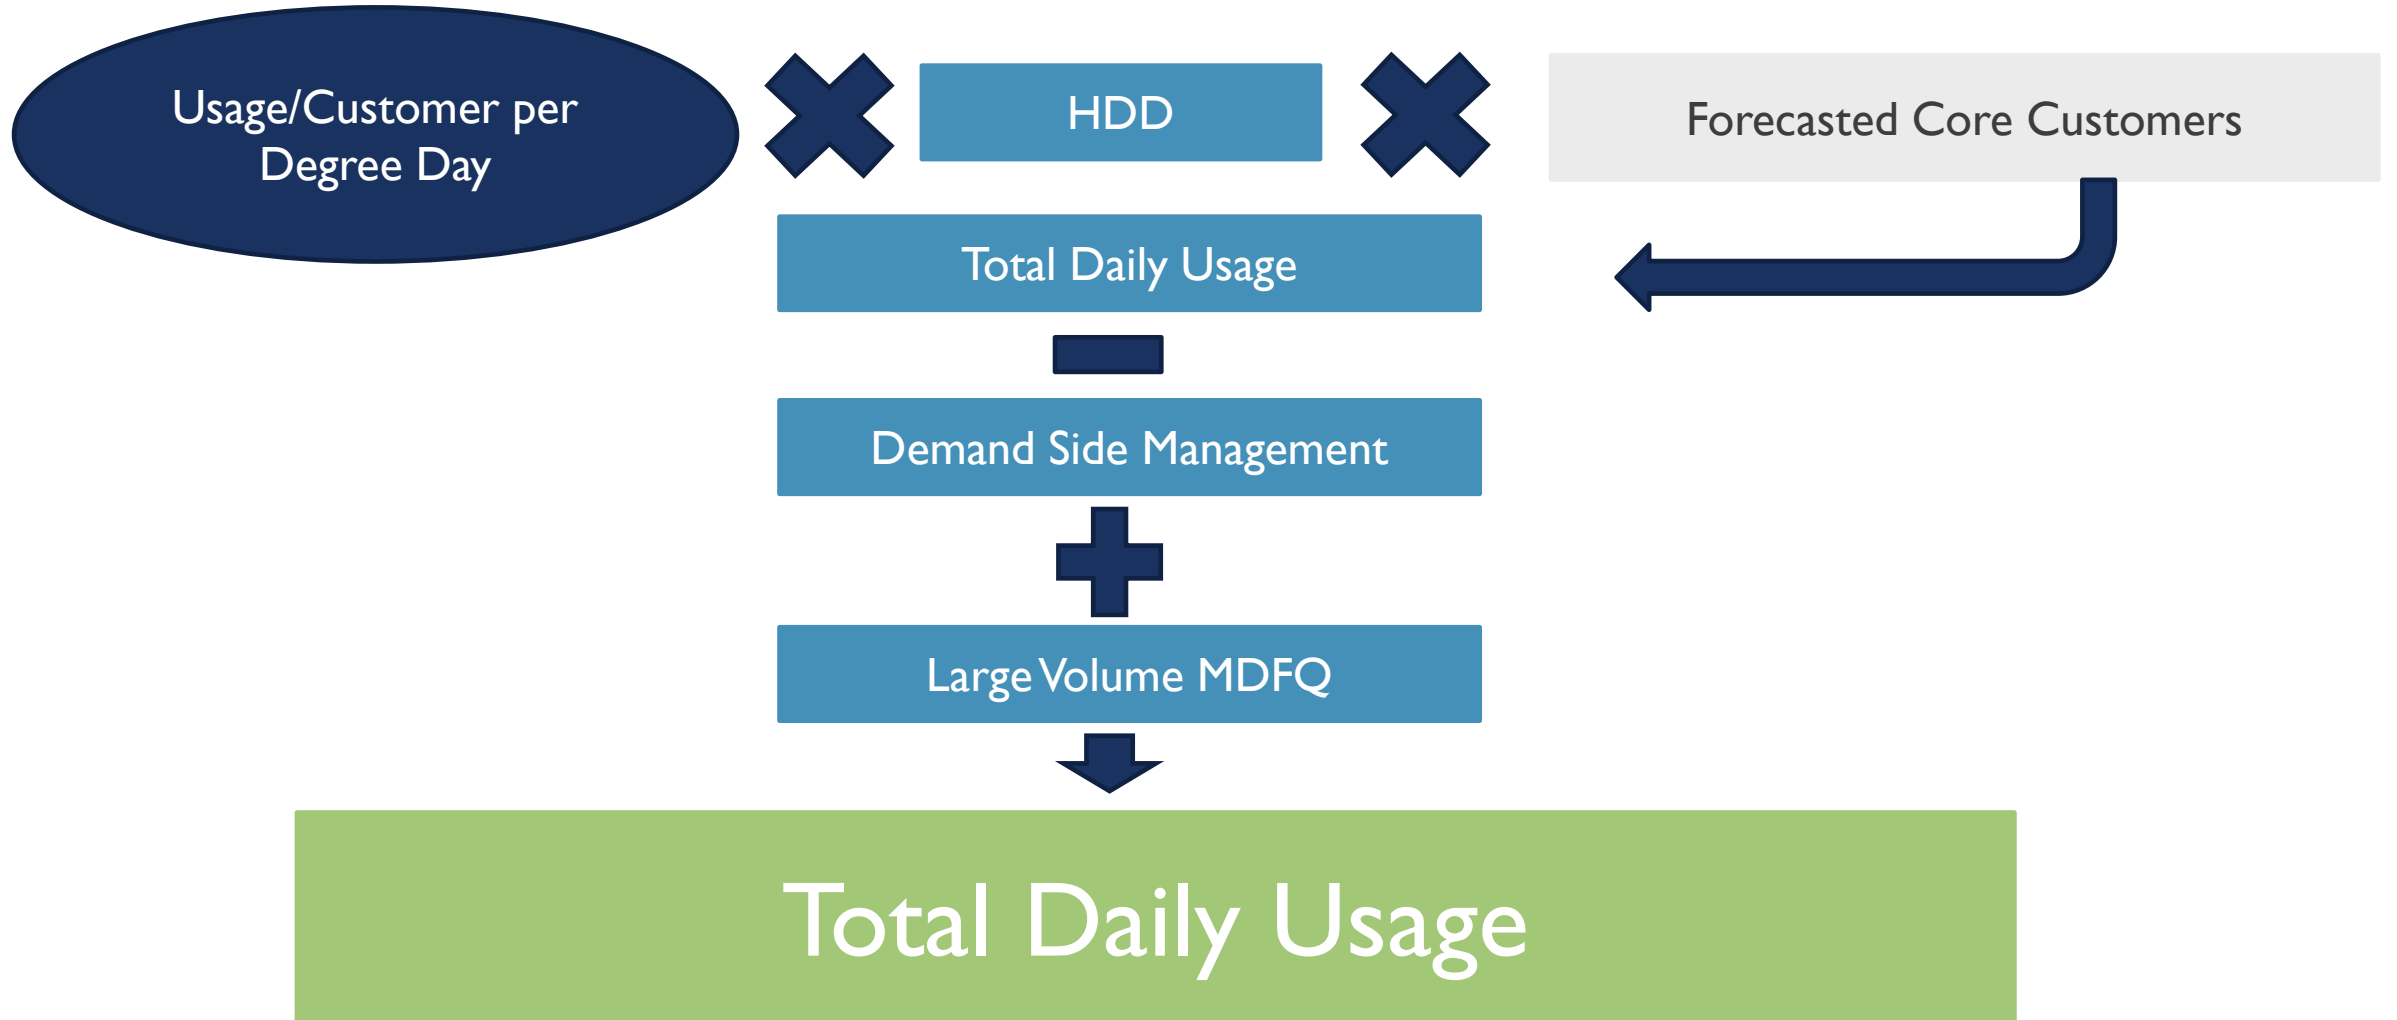 Usage/Customer per
Degree Day
HDD
Forecasted Core Customers
Total Daily Usage
Demand Side Management
Large Volume MDFQ
Total Daily Usage